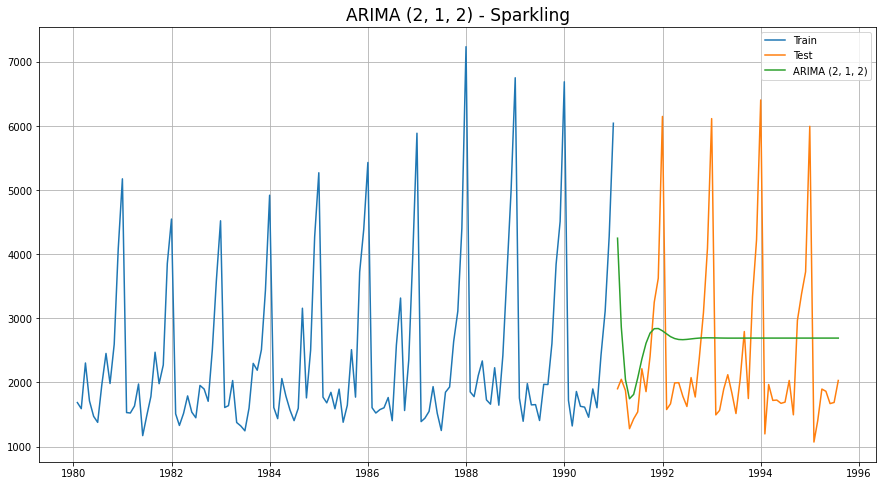 ARIMA (2, 1, 2) - Sparkling
Train
Test
ARIMA (2, 1, 2)
7000
6000
5000
4000
3000
2000
1000
1980 1982 1984 1986 1988 1990 1992 1994 1996